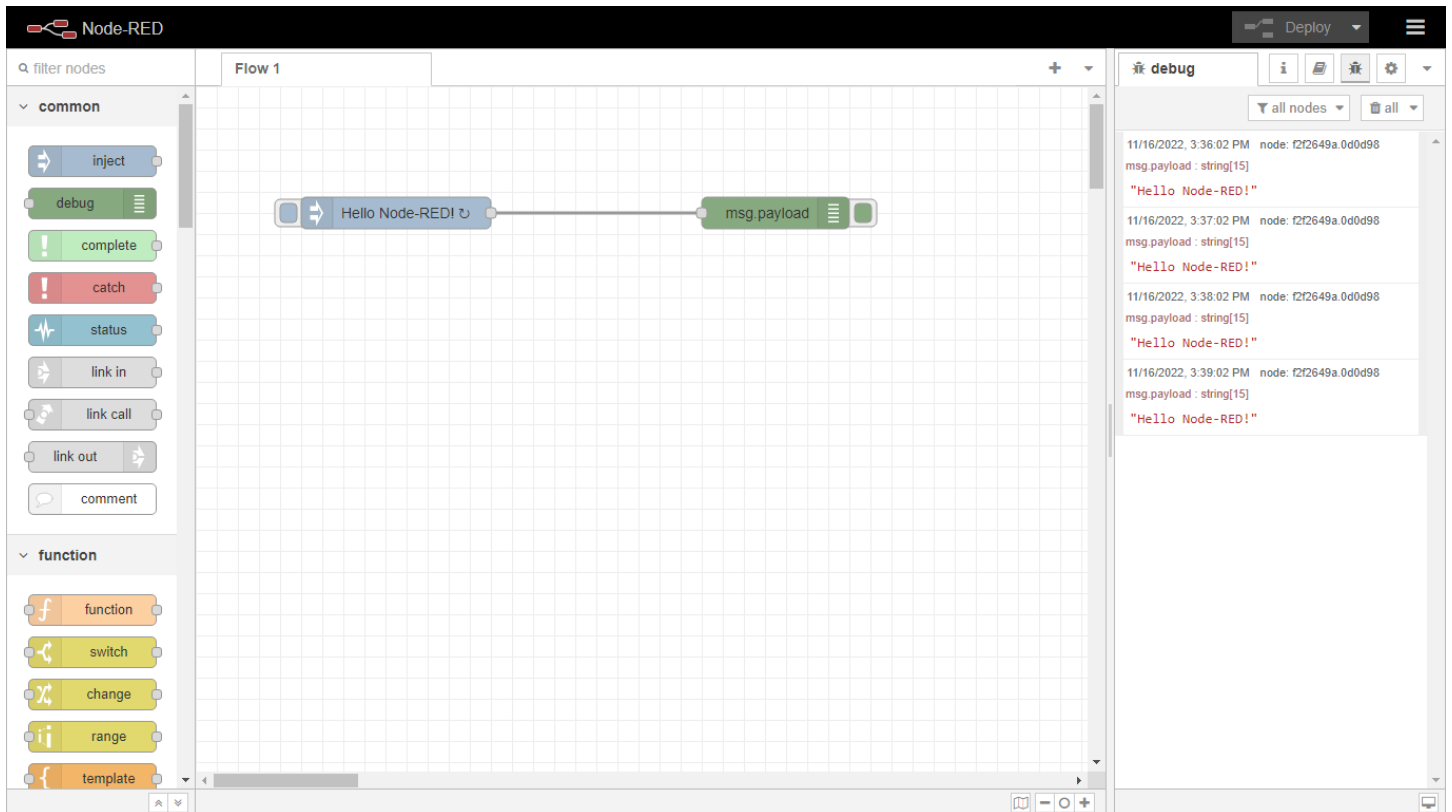 Node-RED
Deploy
filter nodes
Flow 1
debug
i
all nodes
all
common
inject
debug
complete
catch
status
link in
link call
link out
comment
function
function
switch
change
range
template
Hello Node-RED! ↻
msg.payload
11/16/2022, 3:36:02 PM node: f2f2649a.0d0d98
msg.payload : string[15]
"Hello Node-RED!"
11/16/2022, 3:37:02 PM node: f2f2649a.0d0d98
msg.payload : string[15]
"Hello Node-RED!"
11/16/2022, 3:38:02 PM node: f2f2649a.0d0d98
msg.payload : string[15]
"Hello Node-RED!"
11/16/2022, 3:39:02 PM node: f2f2649a.0d0d98
msg.payload : string[15]
"Hello Node-RED!"